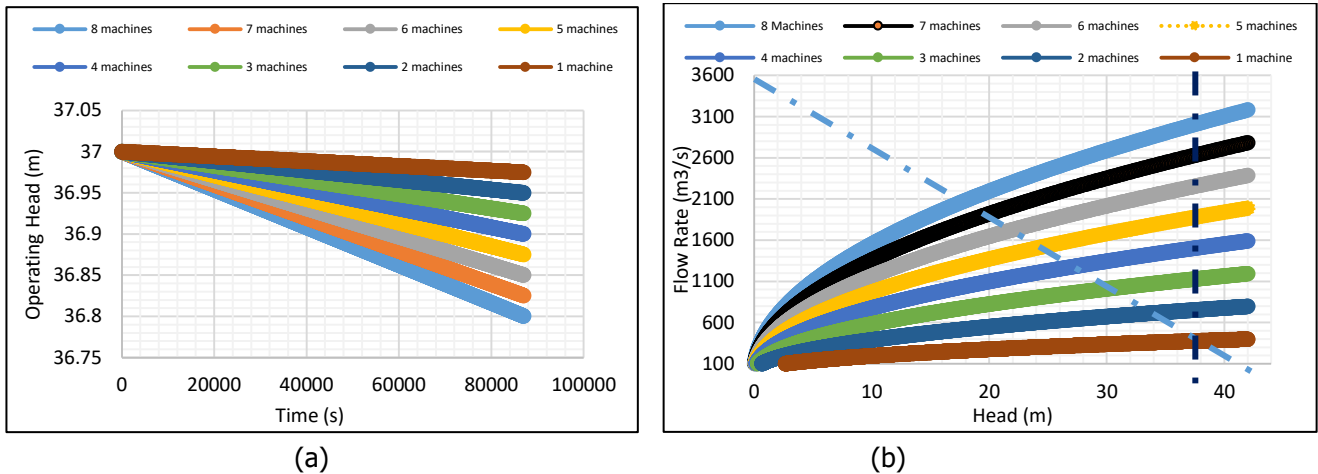 8 machines 7 machines 6 machines 5 machines
4 machines 3 machines 2 machines 1 machine
37.05
37
36.95
36.9
36.85
36.8
36.75
Operating Head (m)
0 20000 40000 60000 80000 100000
Time (s)
(a)
8 Machines 7 machines 6 machines 5 machines
4 machines 3 machines 2 machines 1 machine
3600
3100
2600
2100
1600
1100
600
100
Flow Rate (m3/s)
0 10 20 30 40
Head (m)
(b)